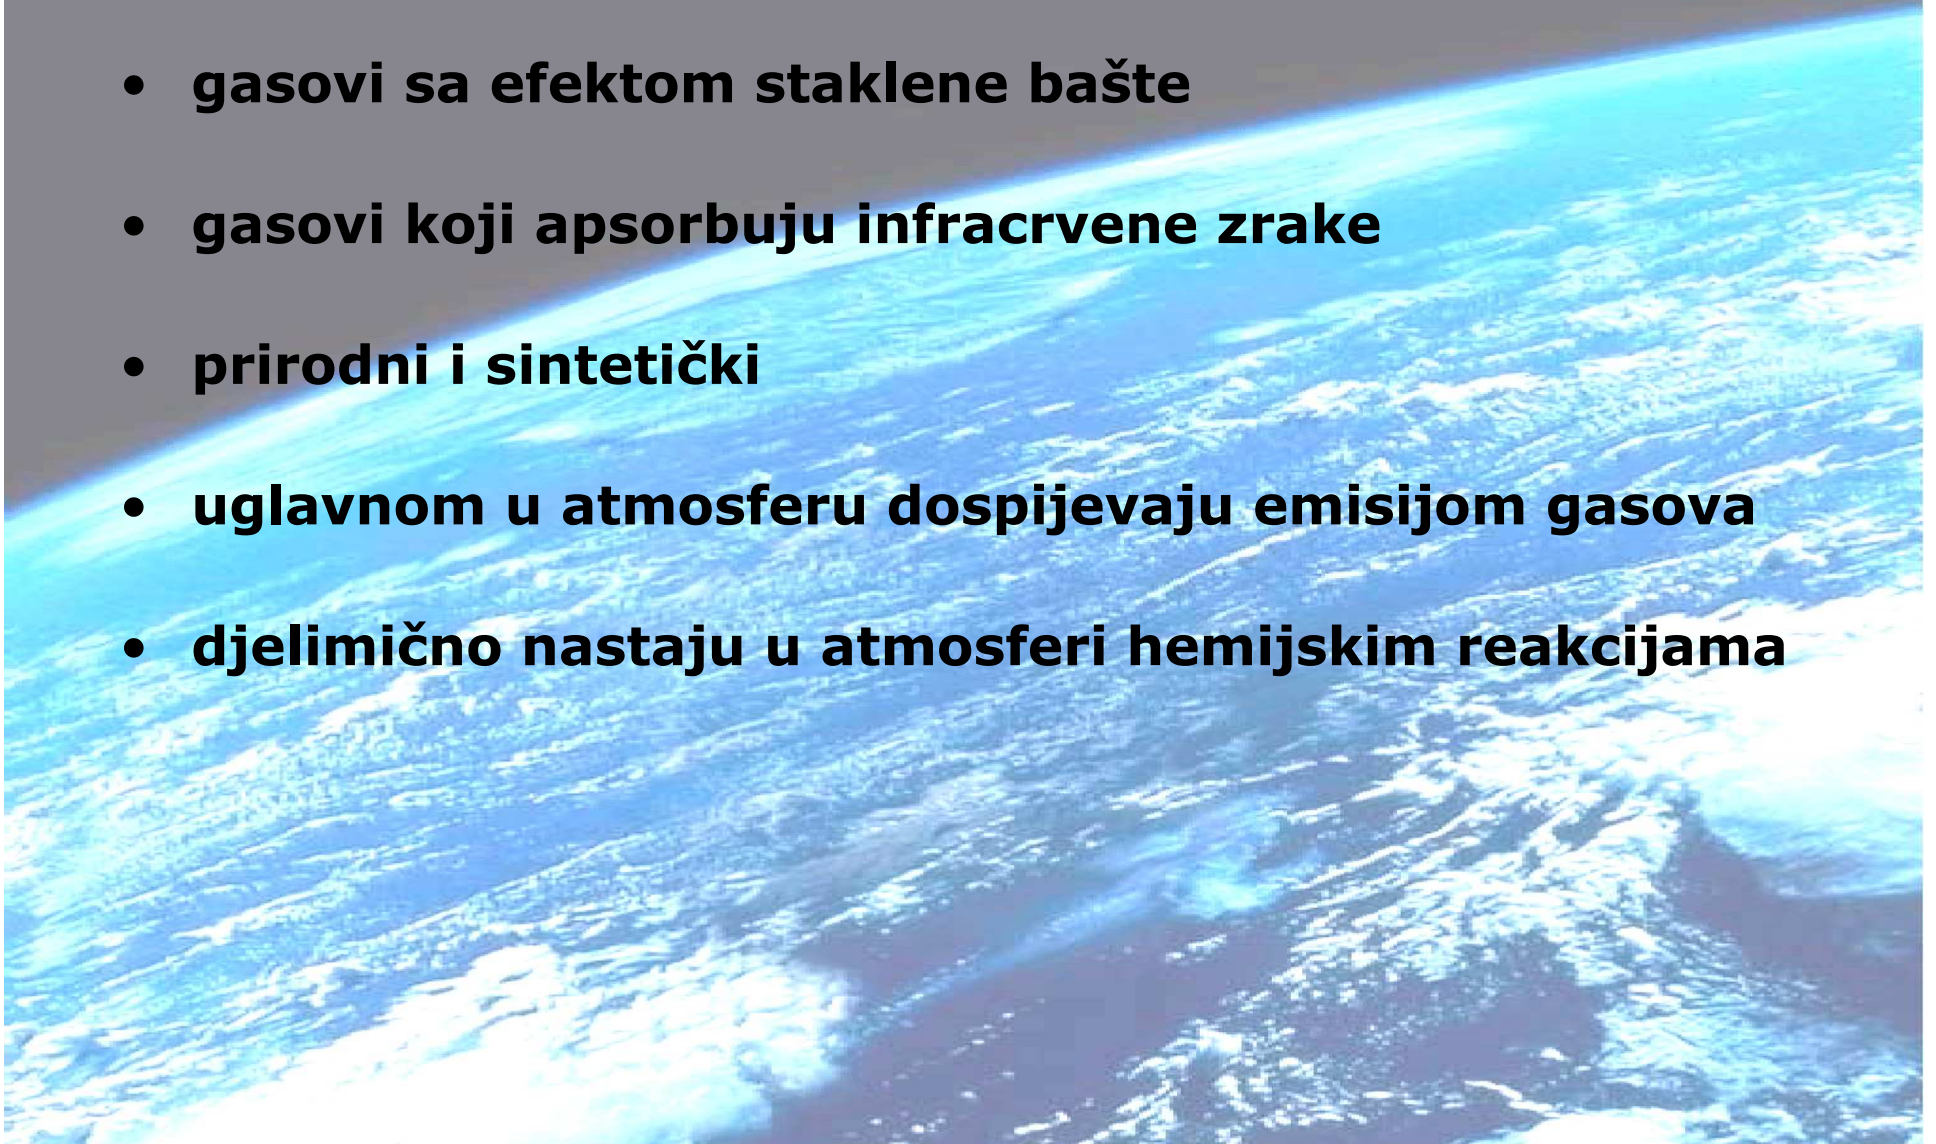 • gasovi sa efektom staklene bašte
• gasovi koji apsorbuju infracrvene zrake
• prirodni i sintetički
• uglavnom u atmosferu dospijevaju emisijom gasova
• djelimično nastaju u atmosferi hemijskim reakcijama